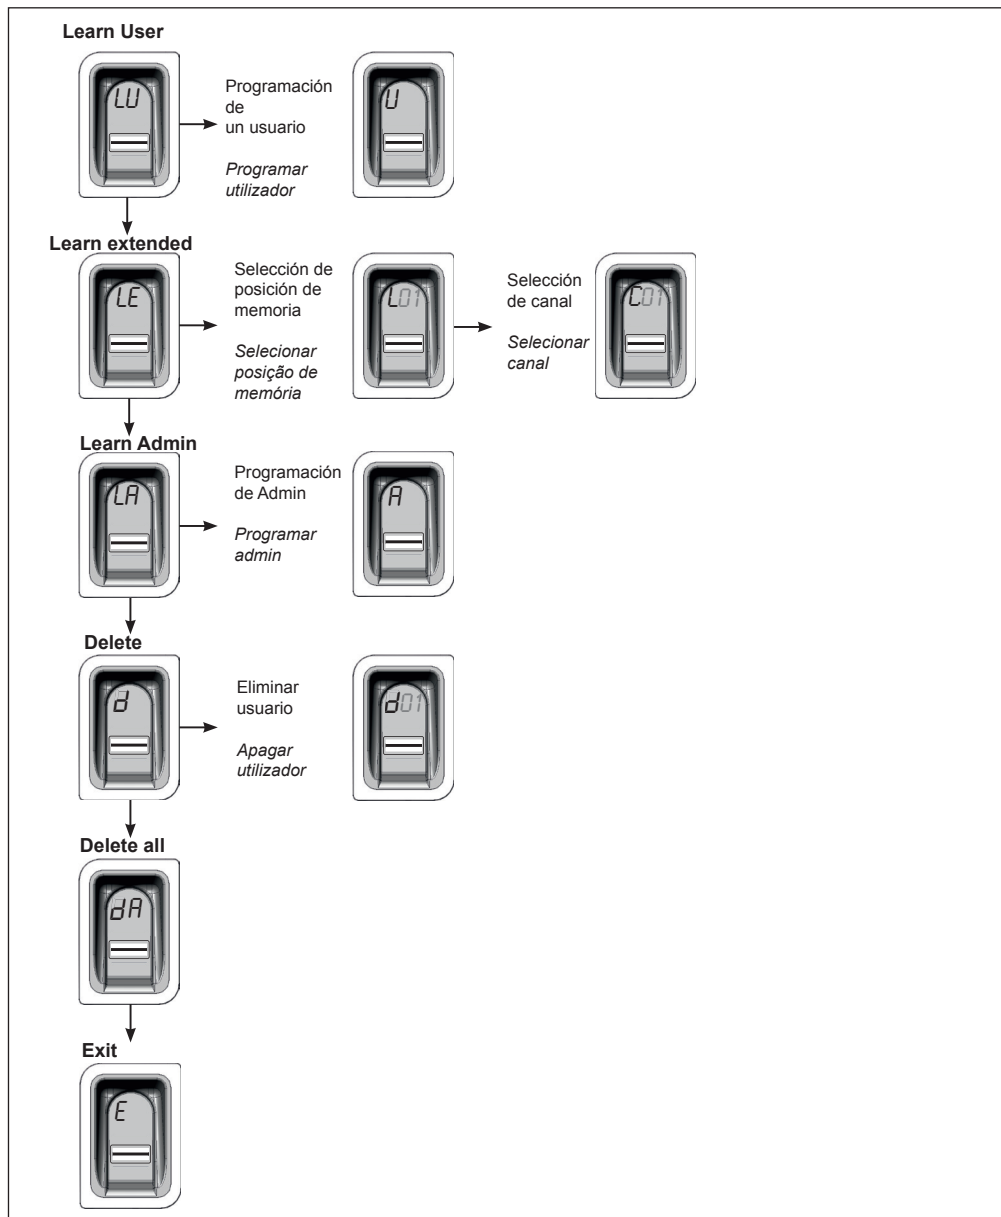 Learn User
LU
Programación
de
un usuario
Programar
utilizador
U
Learn extended
LE
Selección de
posición de
memoria
Selecionar
posição de
memória
L01
Selección
de canal
Selecionar
canal
C01
Learn Admin
LA
Programación
de Admin
Programar
admin
A
Delete
d
Eliminar
usuario
Apagar
utilizador
d01
Delete all
dA
Exit
E